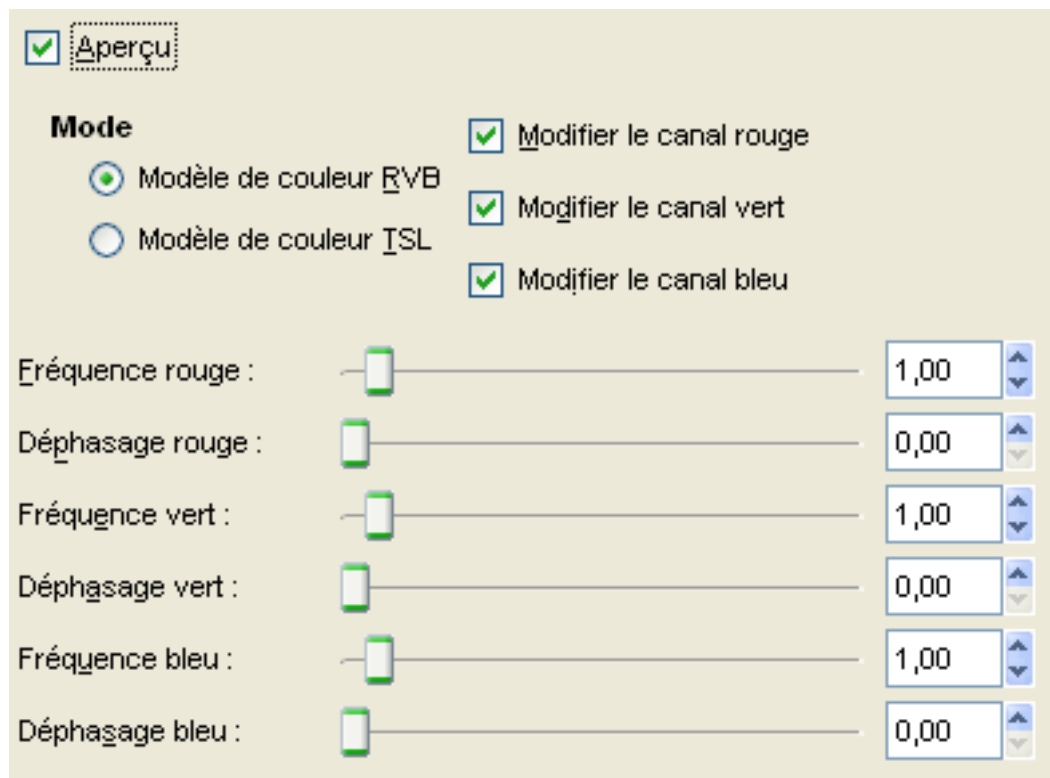 Aperçu
Mode
Modèle de couleur RVB
Modèle de couleur TSL
Modifier le canal rouge
Modifier le canal vert
Modifier le canal bleu
Fréquence rouge : 1,00
Déphasage rouge : 0,00
Fréquence vert : 1,00
Déphasage vert : 0,00
Fréquence bleu : 1,00
Déphasage bleu : 0,00